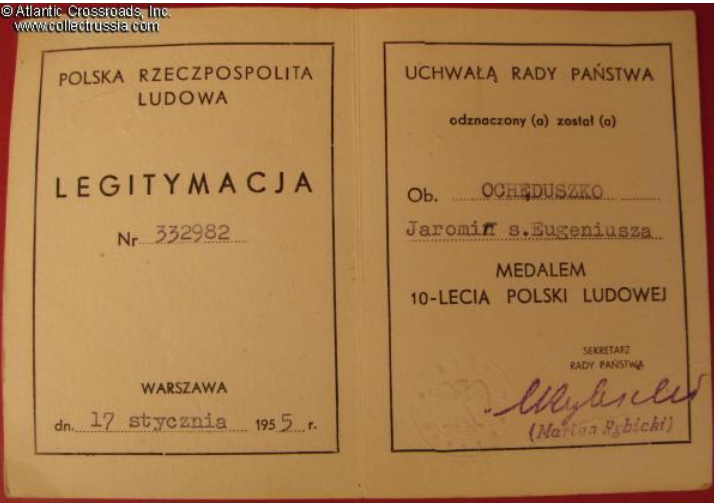 © Atlantic Crossroads, Inc.
www.collectrussia.com
POLSKA RZECZPOSPOLITA
LUDOWA
LEGITYMACJA
Nr 332982
WARSZAWA
dn. 17 stycznia 1955 r.
UCHWAŁĄ RADY PAŃSTWA
odznaczony (a) został (a)
Ob. OCHĘDUSZKO
Jaromir s.Eugeniusza
MEDALEM
10-LECIA POLSKI LUDOWEJ
SEKRETARZ
RADY PAŃSTWA
(Marian Rybicki)